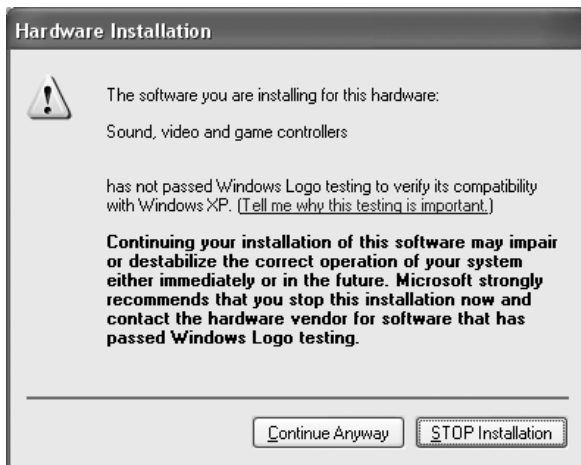 Hardware Installation
The software you are installing for this hardware:
Sound, video and game controllers
has not passed Windows Logo testing to verify its compatibility
with Windows XP. (Tell me why this testing is important.)
Continuing your installation of this software may impair
or destabilize the correct operation of your system
either immediately or in the future. Microsoft strongly
recommends that you stop this installation now and
contact the hardware vendor for software that has
passed Windows Logo testing.
Continue Anyway
STOP Installation